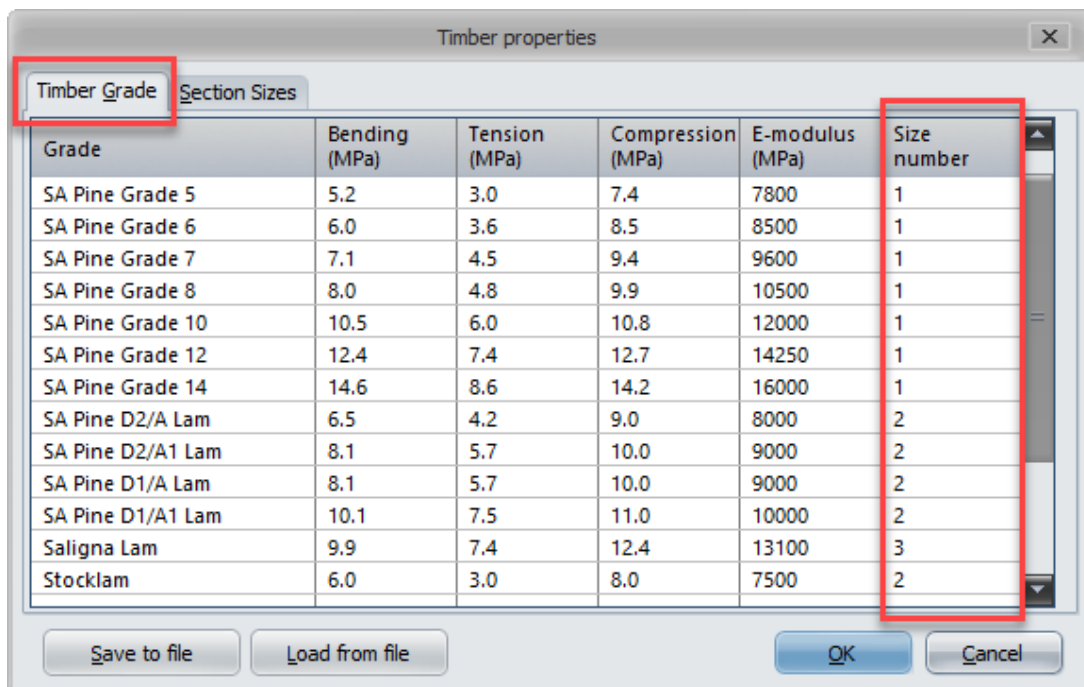 Timber properties
Timber Grade Section Sizes
Grade Bending (MPa) Tension (MPa) Compression (MPa) E-modulus (MPa) Size number
SA Pine Grade 5 5.2 3.0 7.4 7800 1
SA Pine Grade 6 6.0 3.6 8.5 8500 1
SA Pine Grade 7 7.1 4.5 9.4 9600 1
SA Pine Grade 8 8.0 4.8 9.9 10500 1
SA Pine Grade 10 10.5 6.0 10.8 12000 1
SA Pine Grade 12 12.4 7.4 12.7 14250 1
SA Pine Grade 14 14.6 8.6 14.2 16000 1
SA Pine D2/A Lam 6.5 4.2 9.0 8000 2
SA Pine D2/A1 Lam 8.1 5.7 10.0 9000 2
SA Pine D1/A Lam 8.1 5.7 10.0 9000 2
SA Pine D1/A1 Lam 10.1 7.5 11.0 10000 2
Saligna Lam 9.9 7.4 12.4 13100 3
Stocklam 6.0 3.0 8.0 7500 2
Save to file Load from file OK Cancel